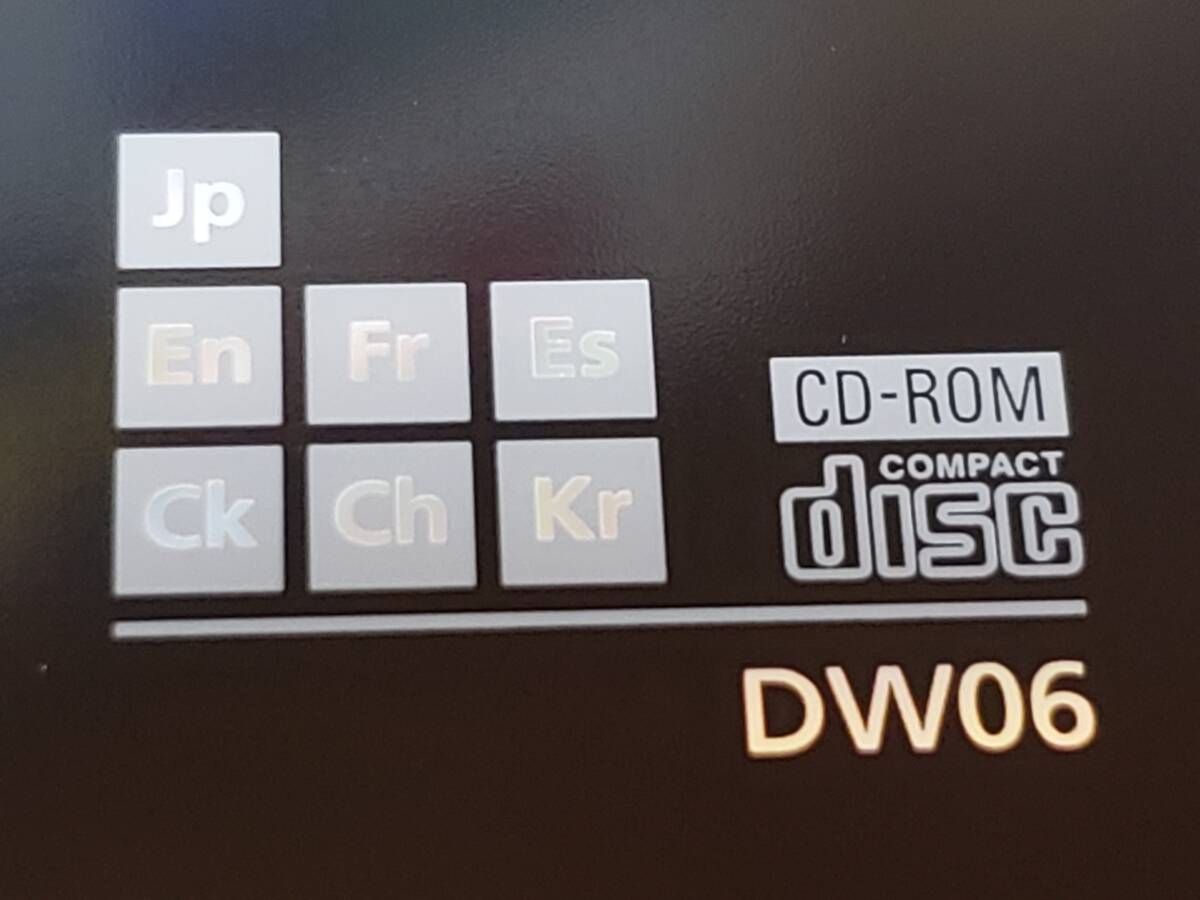 Jp
En Fr Es
Ck Ch Kr
CD-ROM
COMPACT
disc
DW06